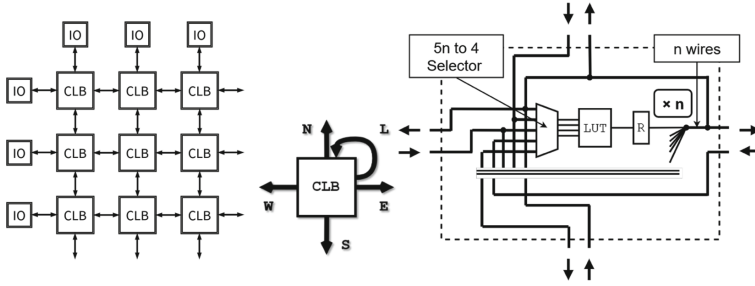 IO IO IO
IO CLB CLB CLB
IO CLB CLB CLB
IO CLB CLB CLB
N L
CLB
W E
S
5n to 4
Selector
n wires
× n
LUT
R